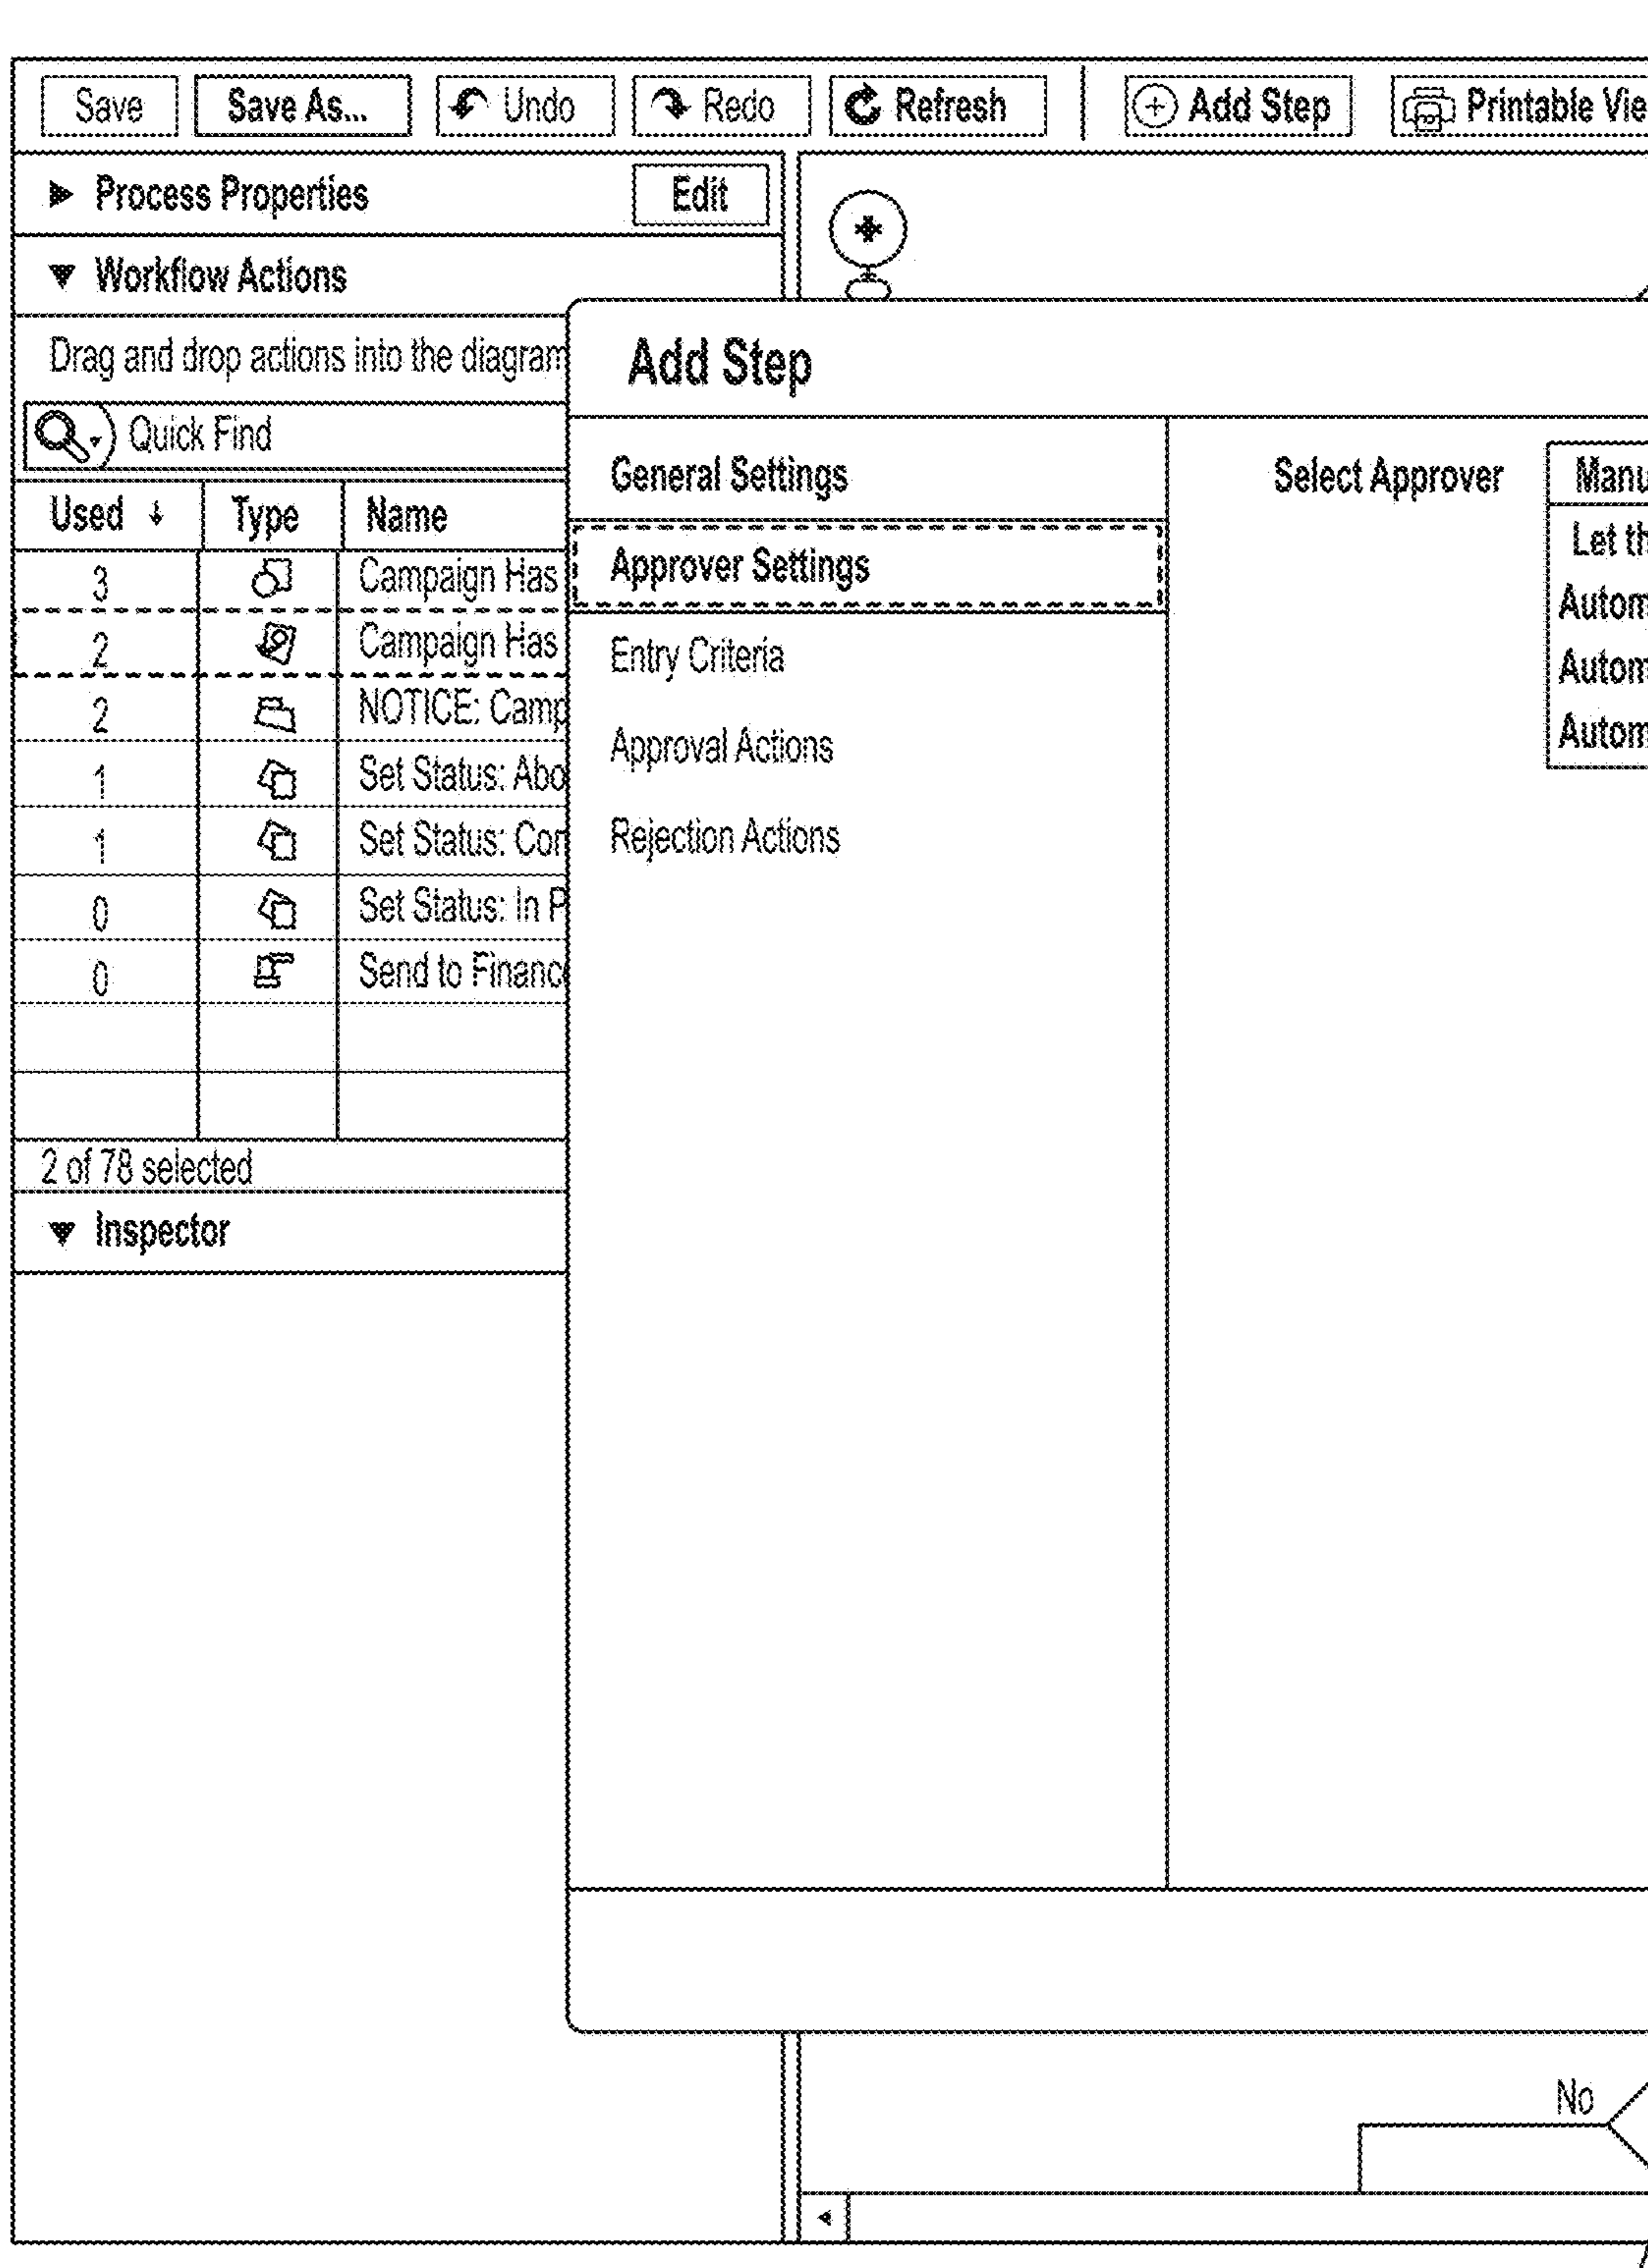 Save Save As... Undo Redo Refresh Add Step Printable Vie
Process Properties Edit
Workflow Actions
Drag and drop actions into the diagram
Quick Find
Used Type Name
3 Campaign Has
2 Campaign Has
2 NOTICE: Camp
1 Set Status: Abo
1 Set Status: Con
0 Set Status: In P
0 Send to Finance
2 of 78 selected
Inspector
Add Step
General Settings
Approver Settings
Entry Criteria
Approval Actions
Rejection Actions
Select Approver Manu
Let th
Autom
Autom
Autom
No